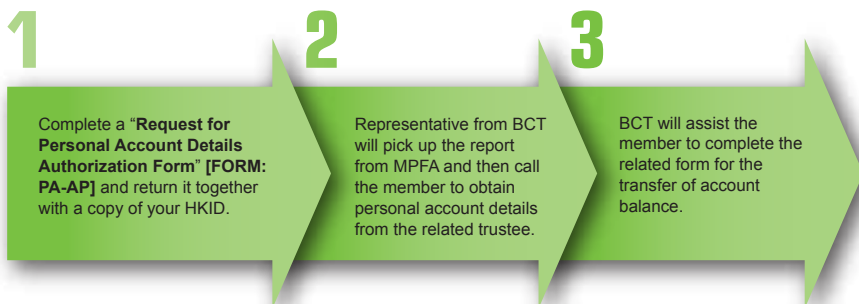 1
Complete a “Request for
Personal Account Details
Authorization Form” [FORM:
PA-AP] and return it together
with a copy of your HKID.
2
Representative from BCT
will pick up the report
from MPFA and then call
the member to obtain
personal account details
from the related trustee.
3
BCT will assist the
member to complete the
related form for the
transfer of account
balance.